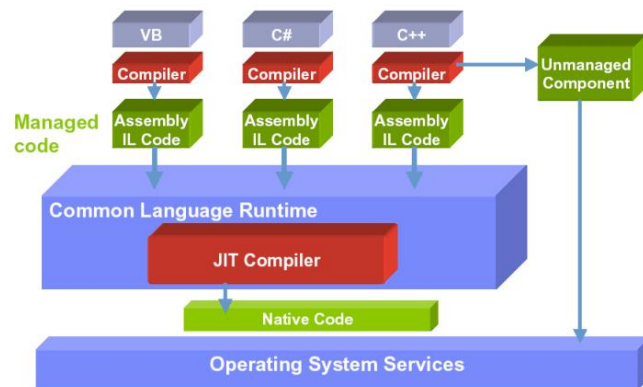 VB
C#
C++
Compiler
Compiler
Compiler
Unmanaged
Component
Managed
code
Assembly
IL Code
Assembly
IL Code
Assembly
IL Code
Common Language Runtime
JIT Compiler
Native Code
Operating System Services